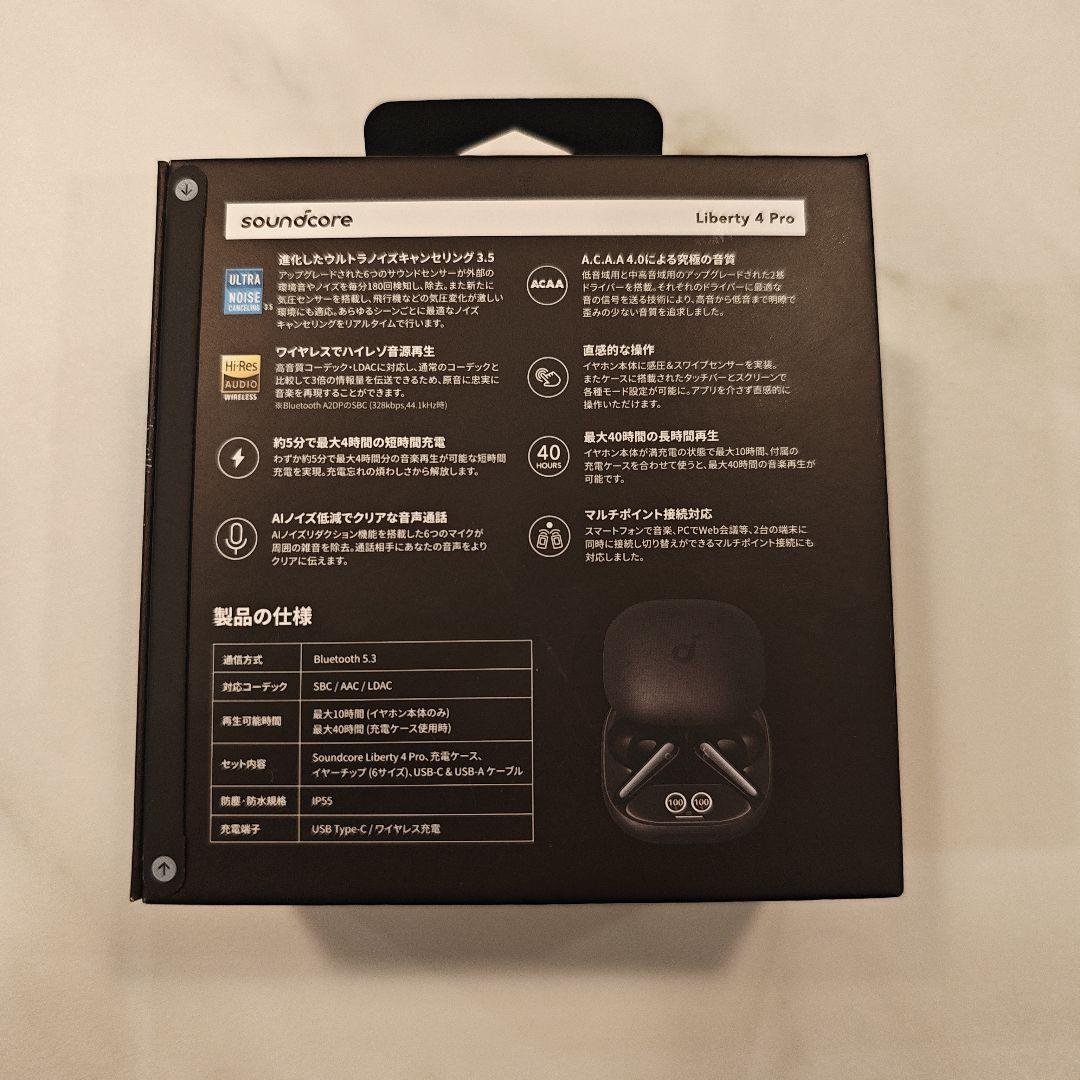 soundcore
Liberty 4 Pro
ULTRA
NOISE
CANCELING 3.5
進化したウルトラノイズキャンセリング 3.5
アップグレードされた6つのサウンドセンサーが外部の
環境音やノイズを毎分180回検知し、除去。また新たに
気圧センサーを搭載し、飛行機などの気圧変化が激しい
環境にも適応。あらゆるシーンごとに最適なノイズ
キャンセリングをリアルタイムで行います。
Hi-Res
AUDIO
WIRELESS
ワイヤレスでハイレゾ音源再生
高音質コーデック・LDACに対応し、通常のコーデックと
比較して3倍の情報量を伝送できるため、原音に忠実に
音楽を再現することができます。
※Bluetooth A2DPのSBC (328kbps,44.1kHz時)
約5分で最大4時間の短時間充電
わずか約5分で最大4時間分の音楽再生が可能な短時間
充電を実現。充電忘れの煩わしさから解放します。
AIノイズ低減でクリアな音声通話
AIノイズリダクション機能を搭載した6つのマイクが
周囲の雑音を除去。通話相手にあなたの音声をより
クリアに伝えます。
ACAA
A.C.A.A 4.0による究極の音質
低音域用と中高音域用のアップグレードされた2基
ドライバーを搭載。それぞれのドライバーに最適な
音の信号を送る技術により、高音から低音まで明瞭で
歪みの少ない音質を追求しました。
直感的な操作
イヤホン本体に感圧＆スワイプセンサーを実装。
またケースに搭載されたタッチバーとスクリーンで
各種モード設定が可能に。アプリを介さず直感的に
操作いただけます。
40
HOURS
最大40時間の長時間再生
イヤホン本体が満充電の状態で最大10時間、付属の
充電ケースを合わせて使うと、最大40時間の音楽再生が
可能です。
マルチポイント接続対応
スマートフォンで音楽、PCでWeb会議等、2台の端末に
同時に接続し切り替えができるマルチポイント接続にも
対応しました。
製品の仕様
通信方式 Bluetooth 5.3
対応コーデック SBC / AAC / LDAC
再生可能時間 最大10時間 (イヤホン本体のみ)
最大40時間 (充電ケース使用時)
セット内容 Soundcore Liberty 4 Pro、充電ケース、
イヤーチップ (6サイズ)、USB-C & USB-A ケーブル
防塵・防水規格 IP55
充電端子 USB Type-C / ワイヤレス充電
100 100